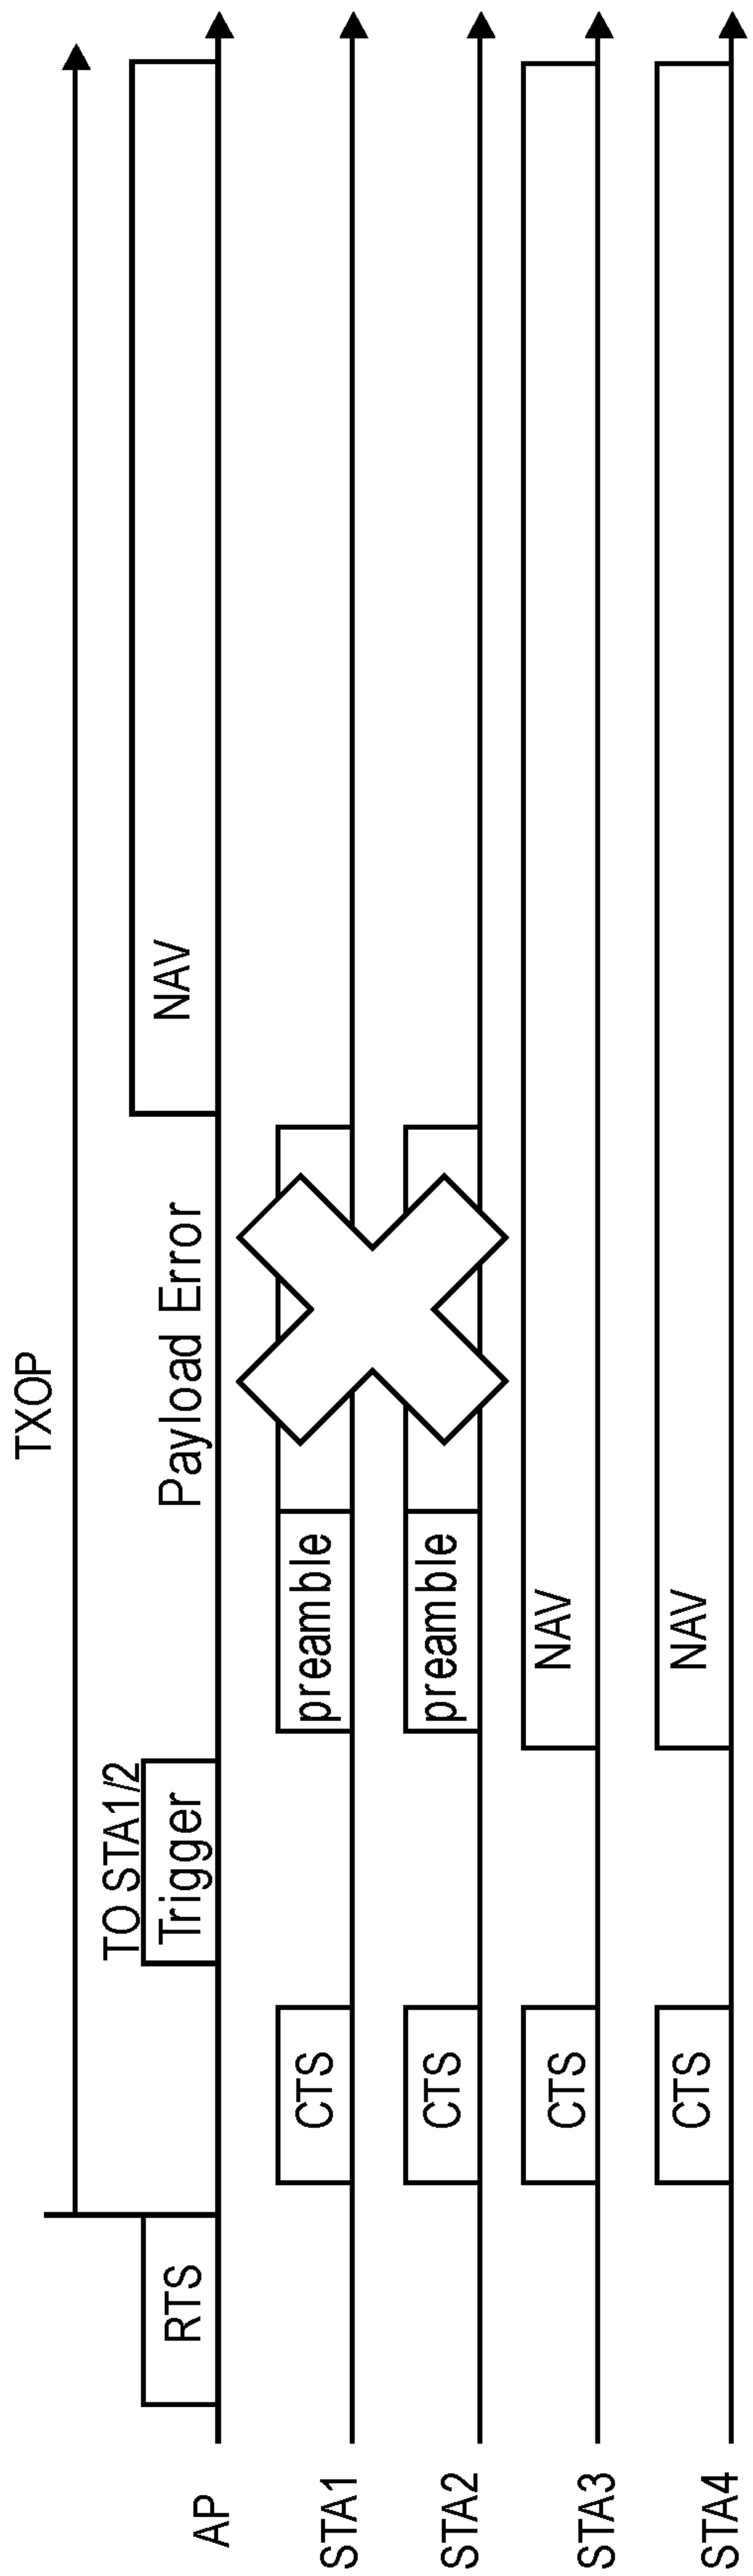 TXOP
TO STA1/2
AP
RTS
Trigger
Payload Error
NAV
STA1
CTS
preamble
STA2
CTS
preamble
STA3
CTS
NAV
STA4
CTS
NAV